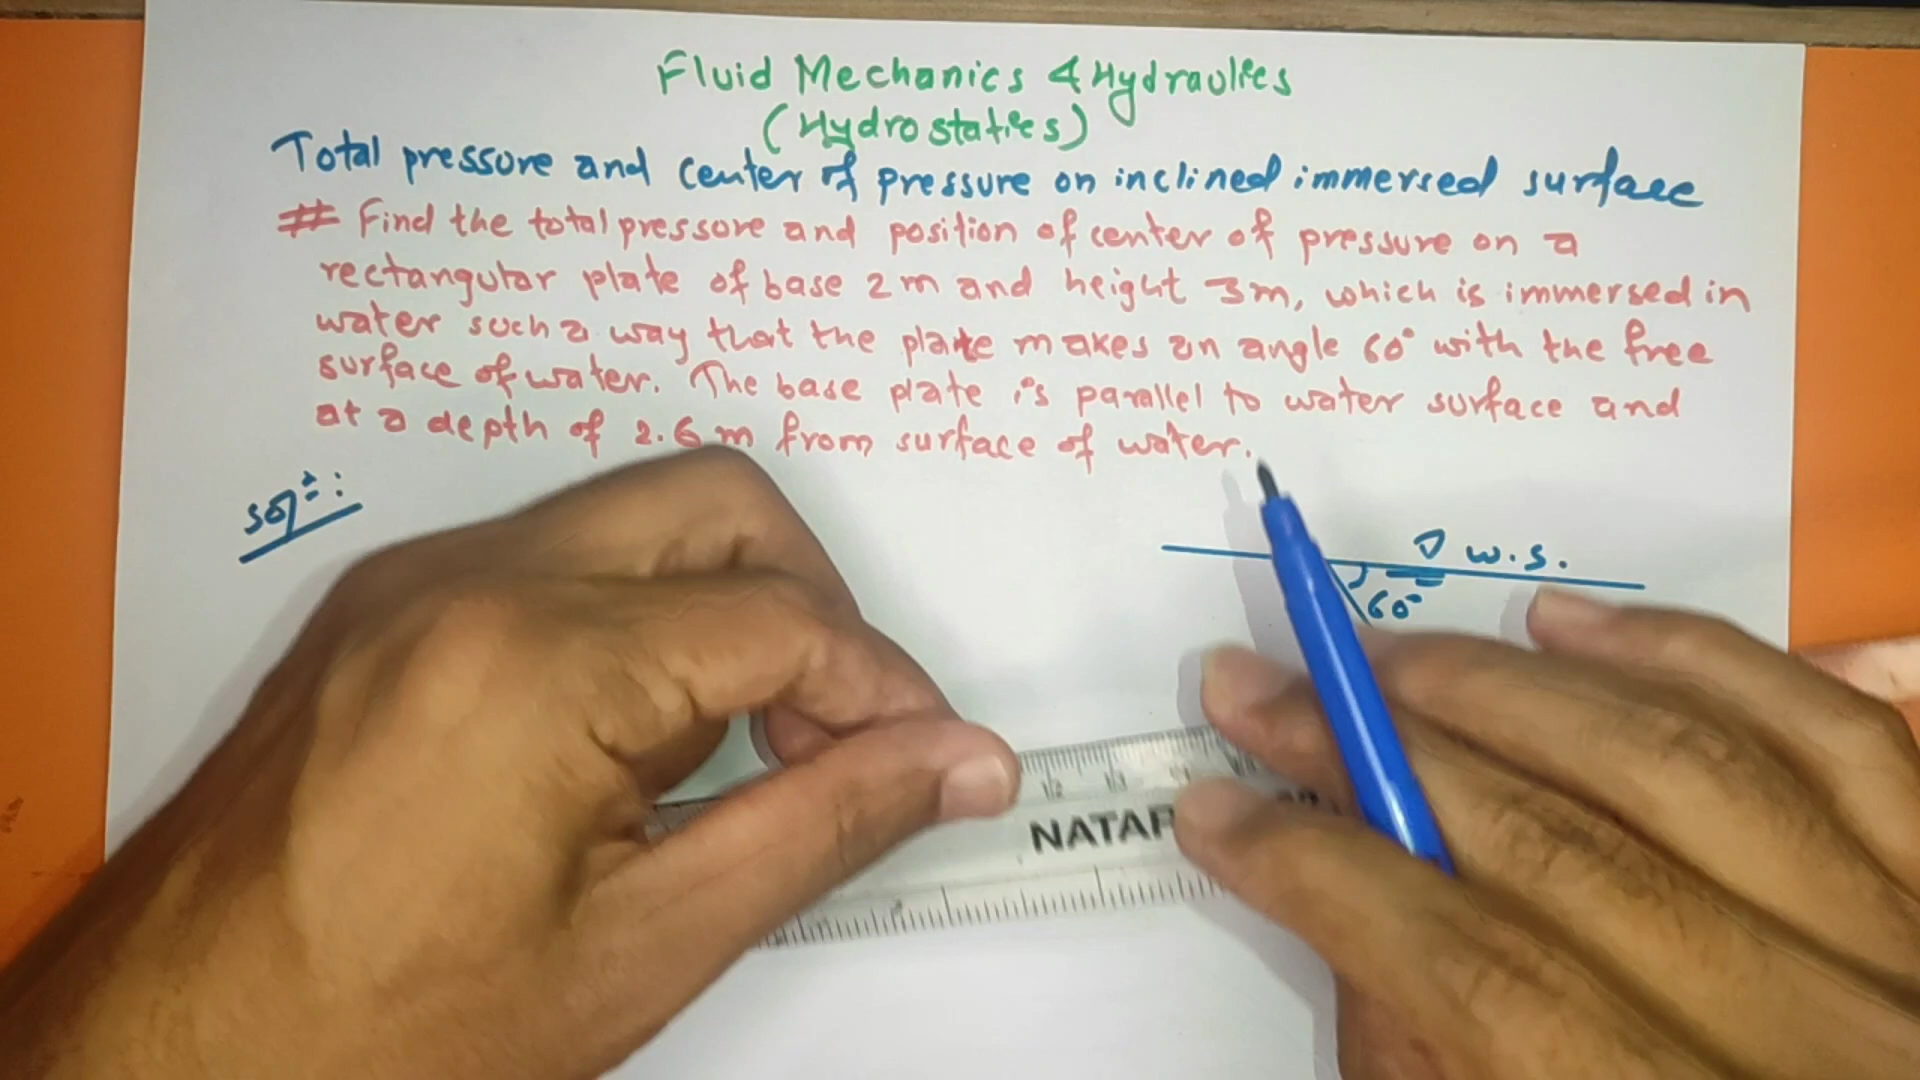 Fluid Mechanics & Hydraulics
(Hydrostatics)
Total pressure and center of pressure on inclined immersed surface
# Find the total pressure and position of center of pressure on a
rectangular plate of base 2m and height 3m, which is immersed in
water such a way that the plate makes an angle 60° with the free
surface of water. The base plate is parallel to water surface and
at a depth of 2.6 m from surface of water.
solⁿ:
▽ w.s.
60°
12 13 14
NATAR